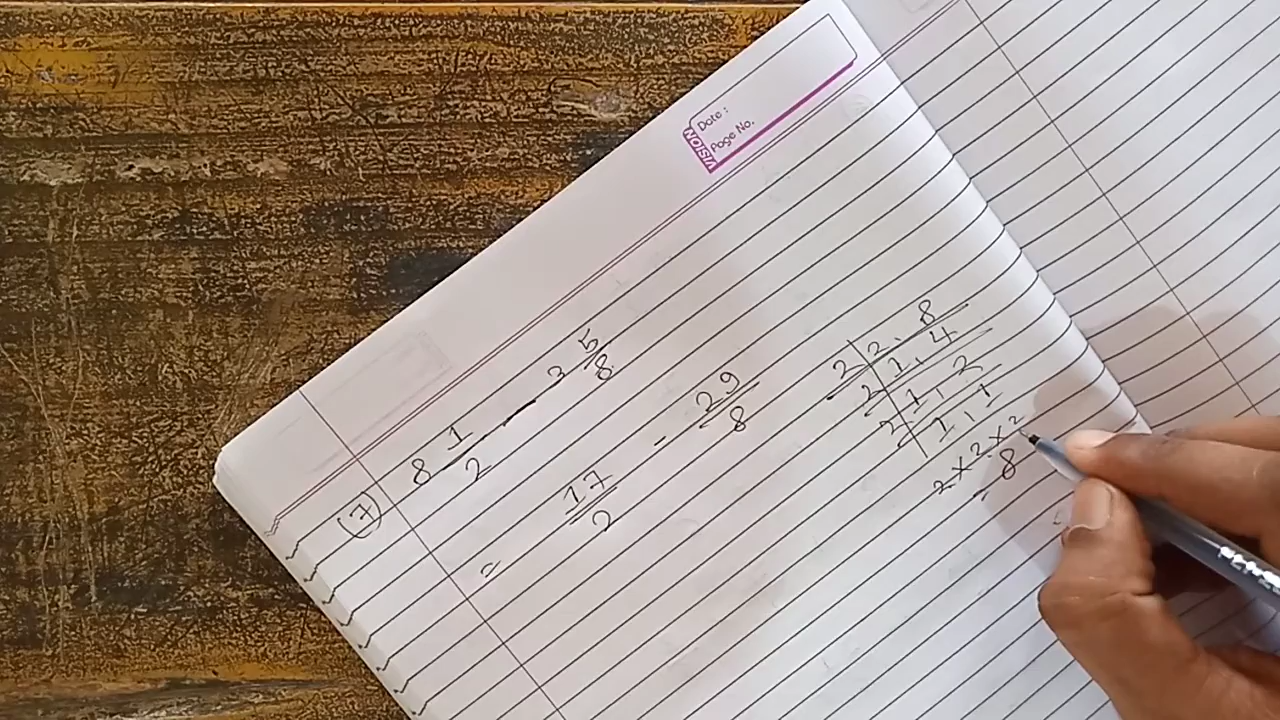 VISION
Date :
Page No.
(7) 8 1/2 - 3 5/8
= 17/2 - 29/8
2 | 2, 8
2 | 1, 4
2 | 1, 2
1, 1
2 x 2 x 2
= 8